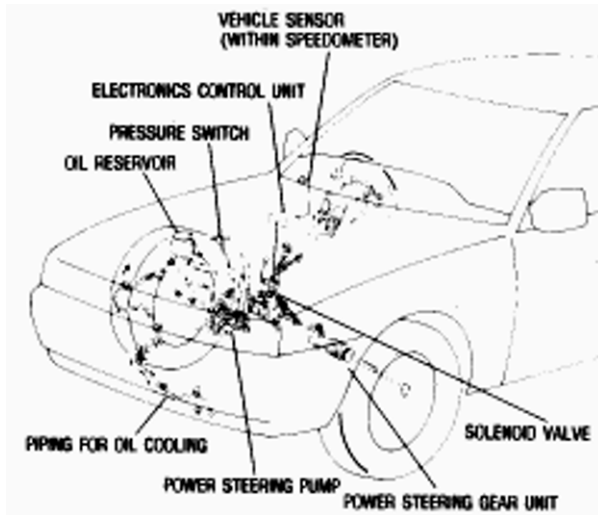 VEHICLE SENSOR
(WITHIN SPEEDOMETER)
ELECTRONICS CONTROL UNIT
PRESSURE SWITCH
OIL RESERVOIR
SOLENOID VALVE
PIPING FOR OIL COOLING
POWER STEERING PUMP
POWER STEERING GEAR UNIT